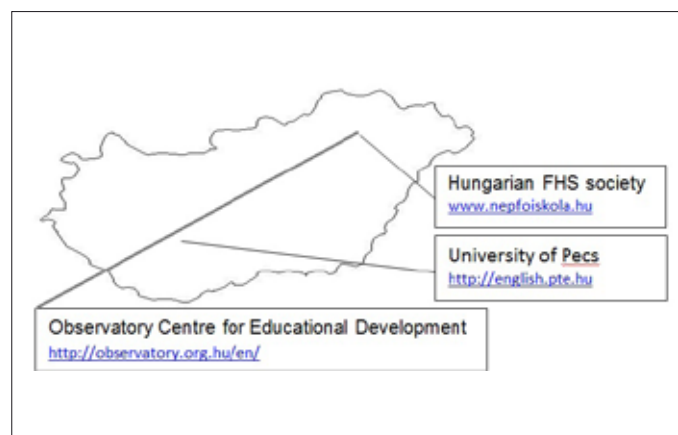 Hungarian FHS society
www.nepfoiskola.hu
University of Pecs
http://english.pte.hu
Observatory Centre for Educational Development
http://observatory.org.hu/en/